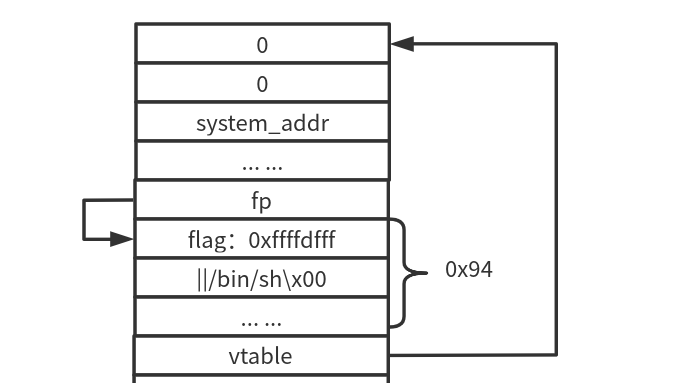 0
0
system_addr
... ...
fp
flag：0xffffdfff
||/bin/sh\x00
0x94
... ...
vtable